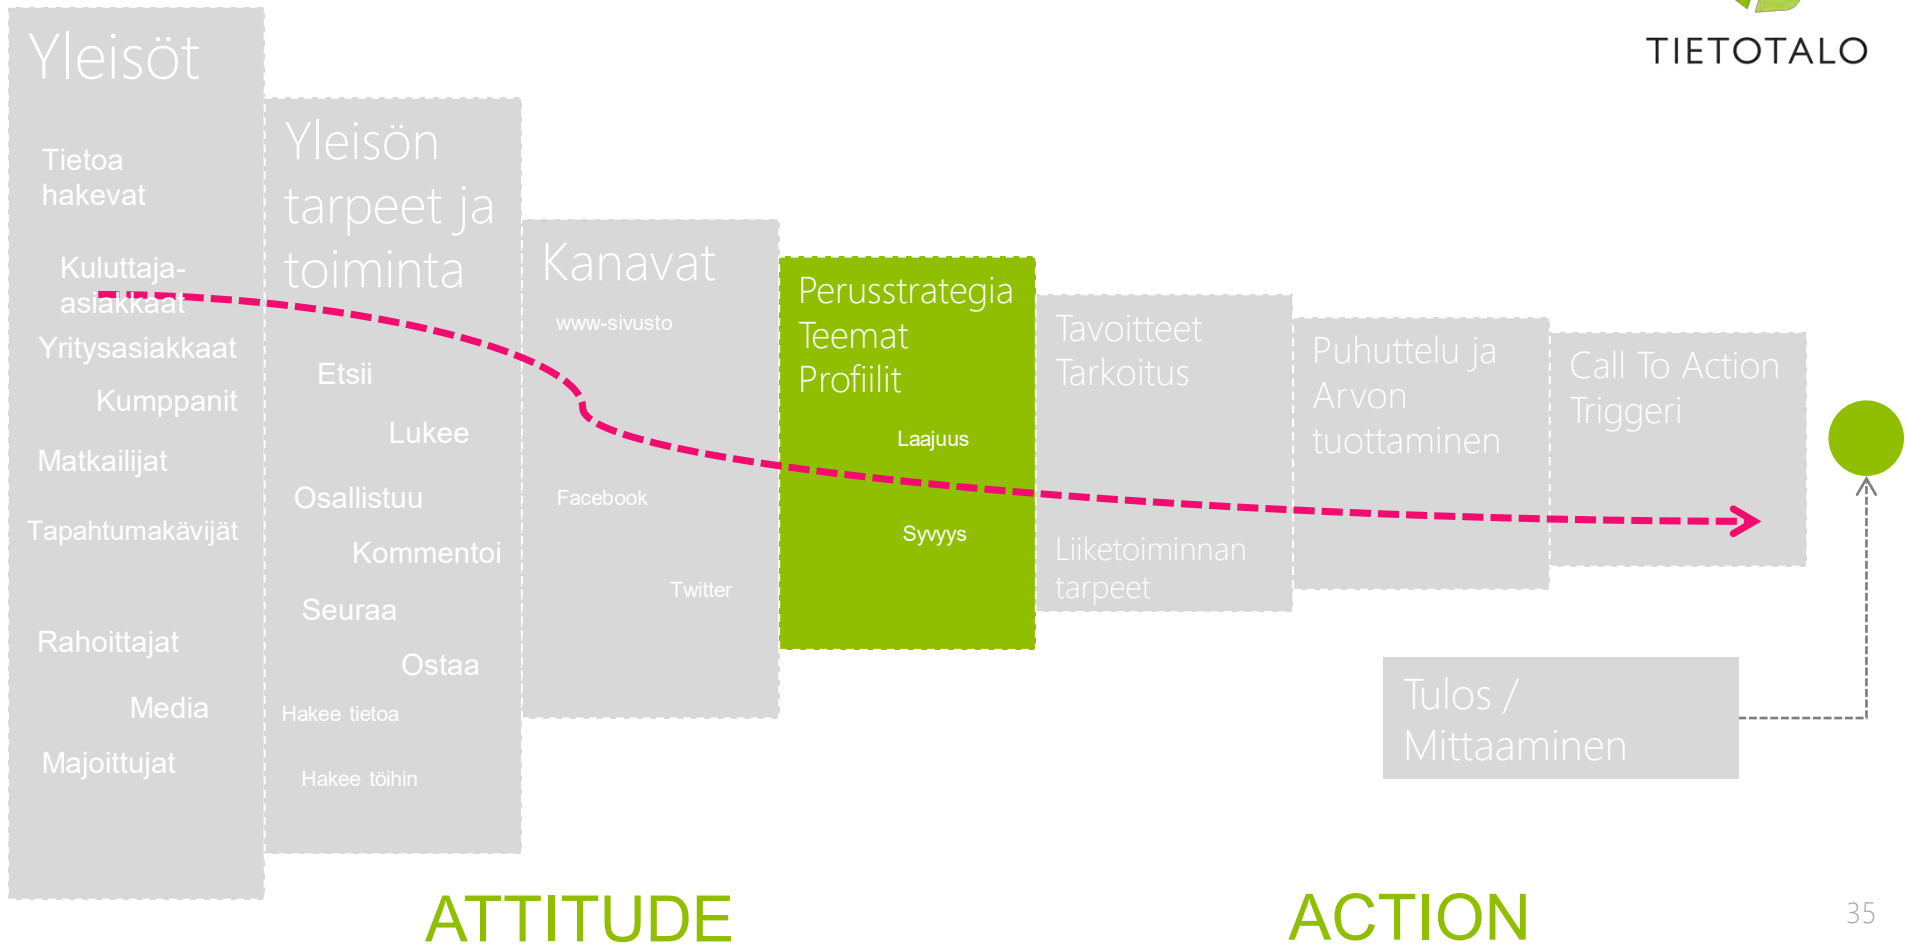 TIETOTALO
Yleisöt
Tietoa
hakevat
Kuluttaja-
asiakkaat
Yritysasiakkaat
Kumppanit
Matkailijat
Tapahtumakävijät
Rahoittajat
Media
Majoittujat
Yleisön
tarpeet ja
toiminta
Etsii
Lukee
Osallistuu
Kommentoi
Seuraa
Ostaa
Hakee tietoa
Hakee töihin
Kanavat
www-sivusto
Facebook
Twitter
Perusstrategia
Teemat
Profiilit
Laajuus
Syvyys
Tavoitteet
Tarkoitus
Liiketoiminnan
tarpeet
Puhuttelu ja
Arvon
tuottaminen
Call To Action
Triggeri
Tulos /
Mittaaminen
ATTITUDE
ACTION
35